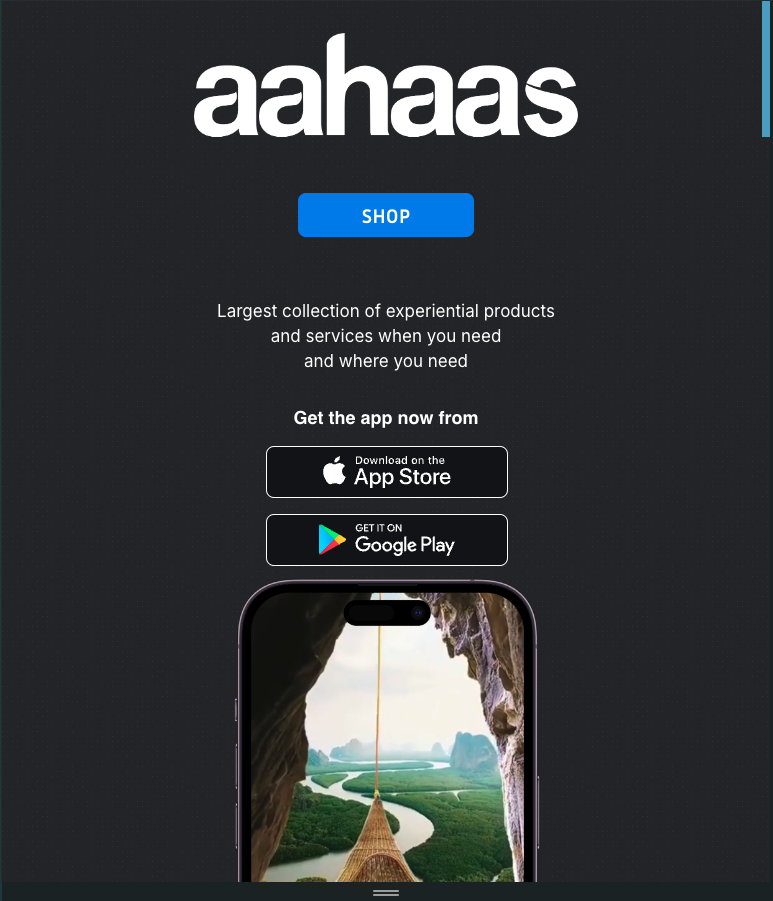 aahaas
SHOP
Largest collection of experiential products
and services when you need
and where you need
Get the app now from
Download on the
App Store
GET IT ON
Google Play